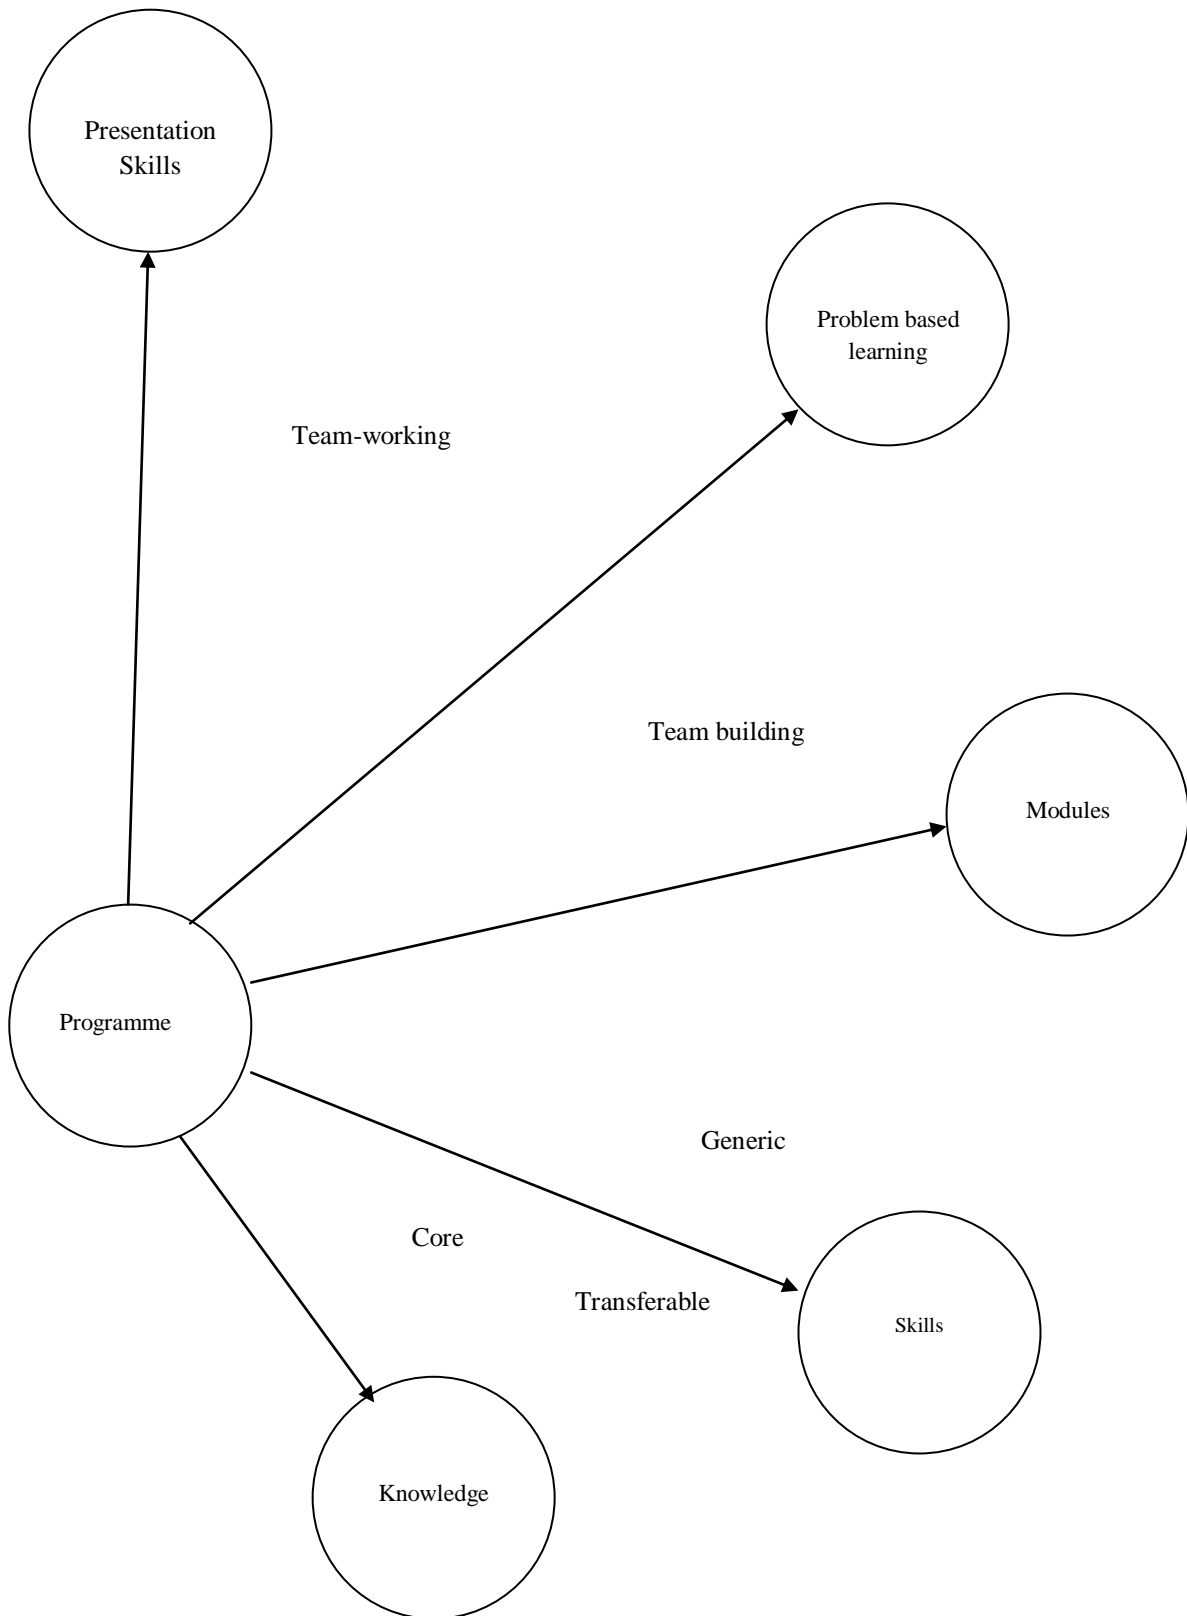 Presentation
Skills
Problem based
learning
Team-working
Team building
Modules
Programme
Generic
Core
Transferable
Skills
Knowledge